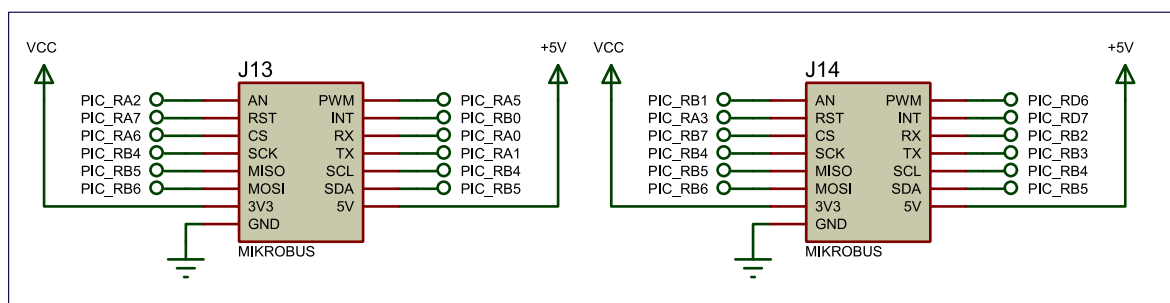 VCC +5V VCC +5V
J13 J14
PIC_RA2 AN PWM PIC_RA5 PIC_RB1 AN PWM PIC_RD6
PIC_RA7 RST INT PIC_RB0 PIC_RA3 RST INT PIC_RD7
PIC_RA6 CS RX PIC_RA0 PIC_RB7 CS RX PIC_RB2
PIC_RB4 SCK TX PIC_RA1 PIC_RB4 SCK TX PIC_RB3
PIC_RB5 MISO SCL PIC_RB4 PIC_RB5 MISO SCL PIC_RB4
PIC_RB6 MOSI SDA PIC_RB5 PIC_RB6 MOSI SDA PIC_RB5
3V3 5V 3V3 5V
GND GND
MIKROBUS MIKROBUS